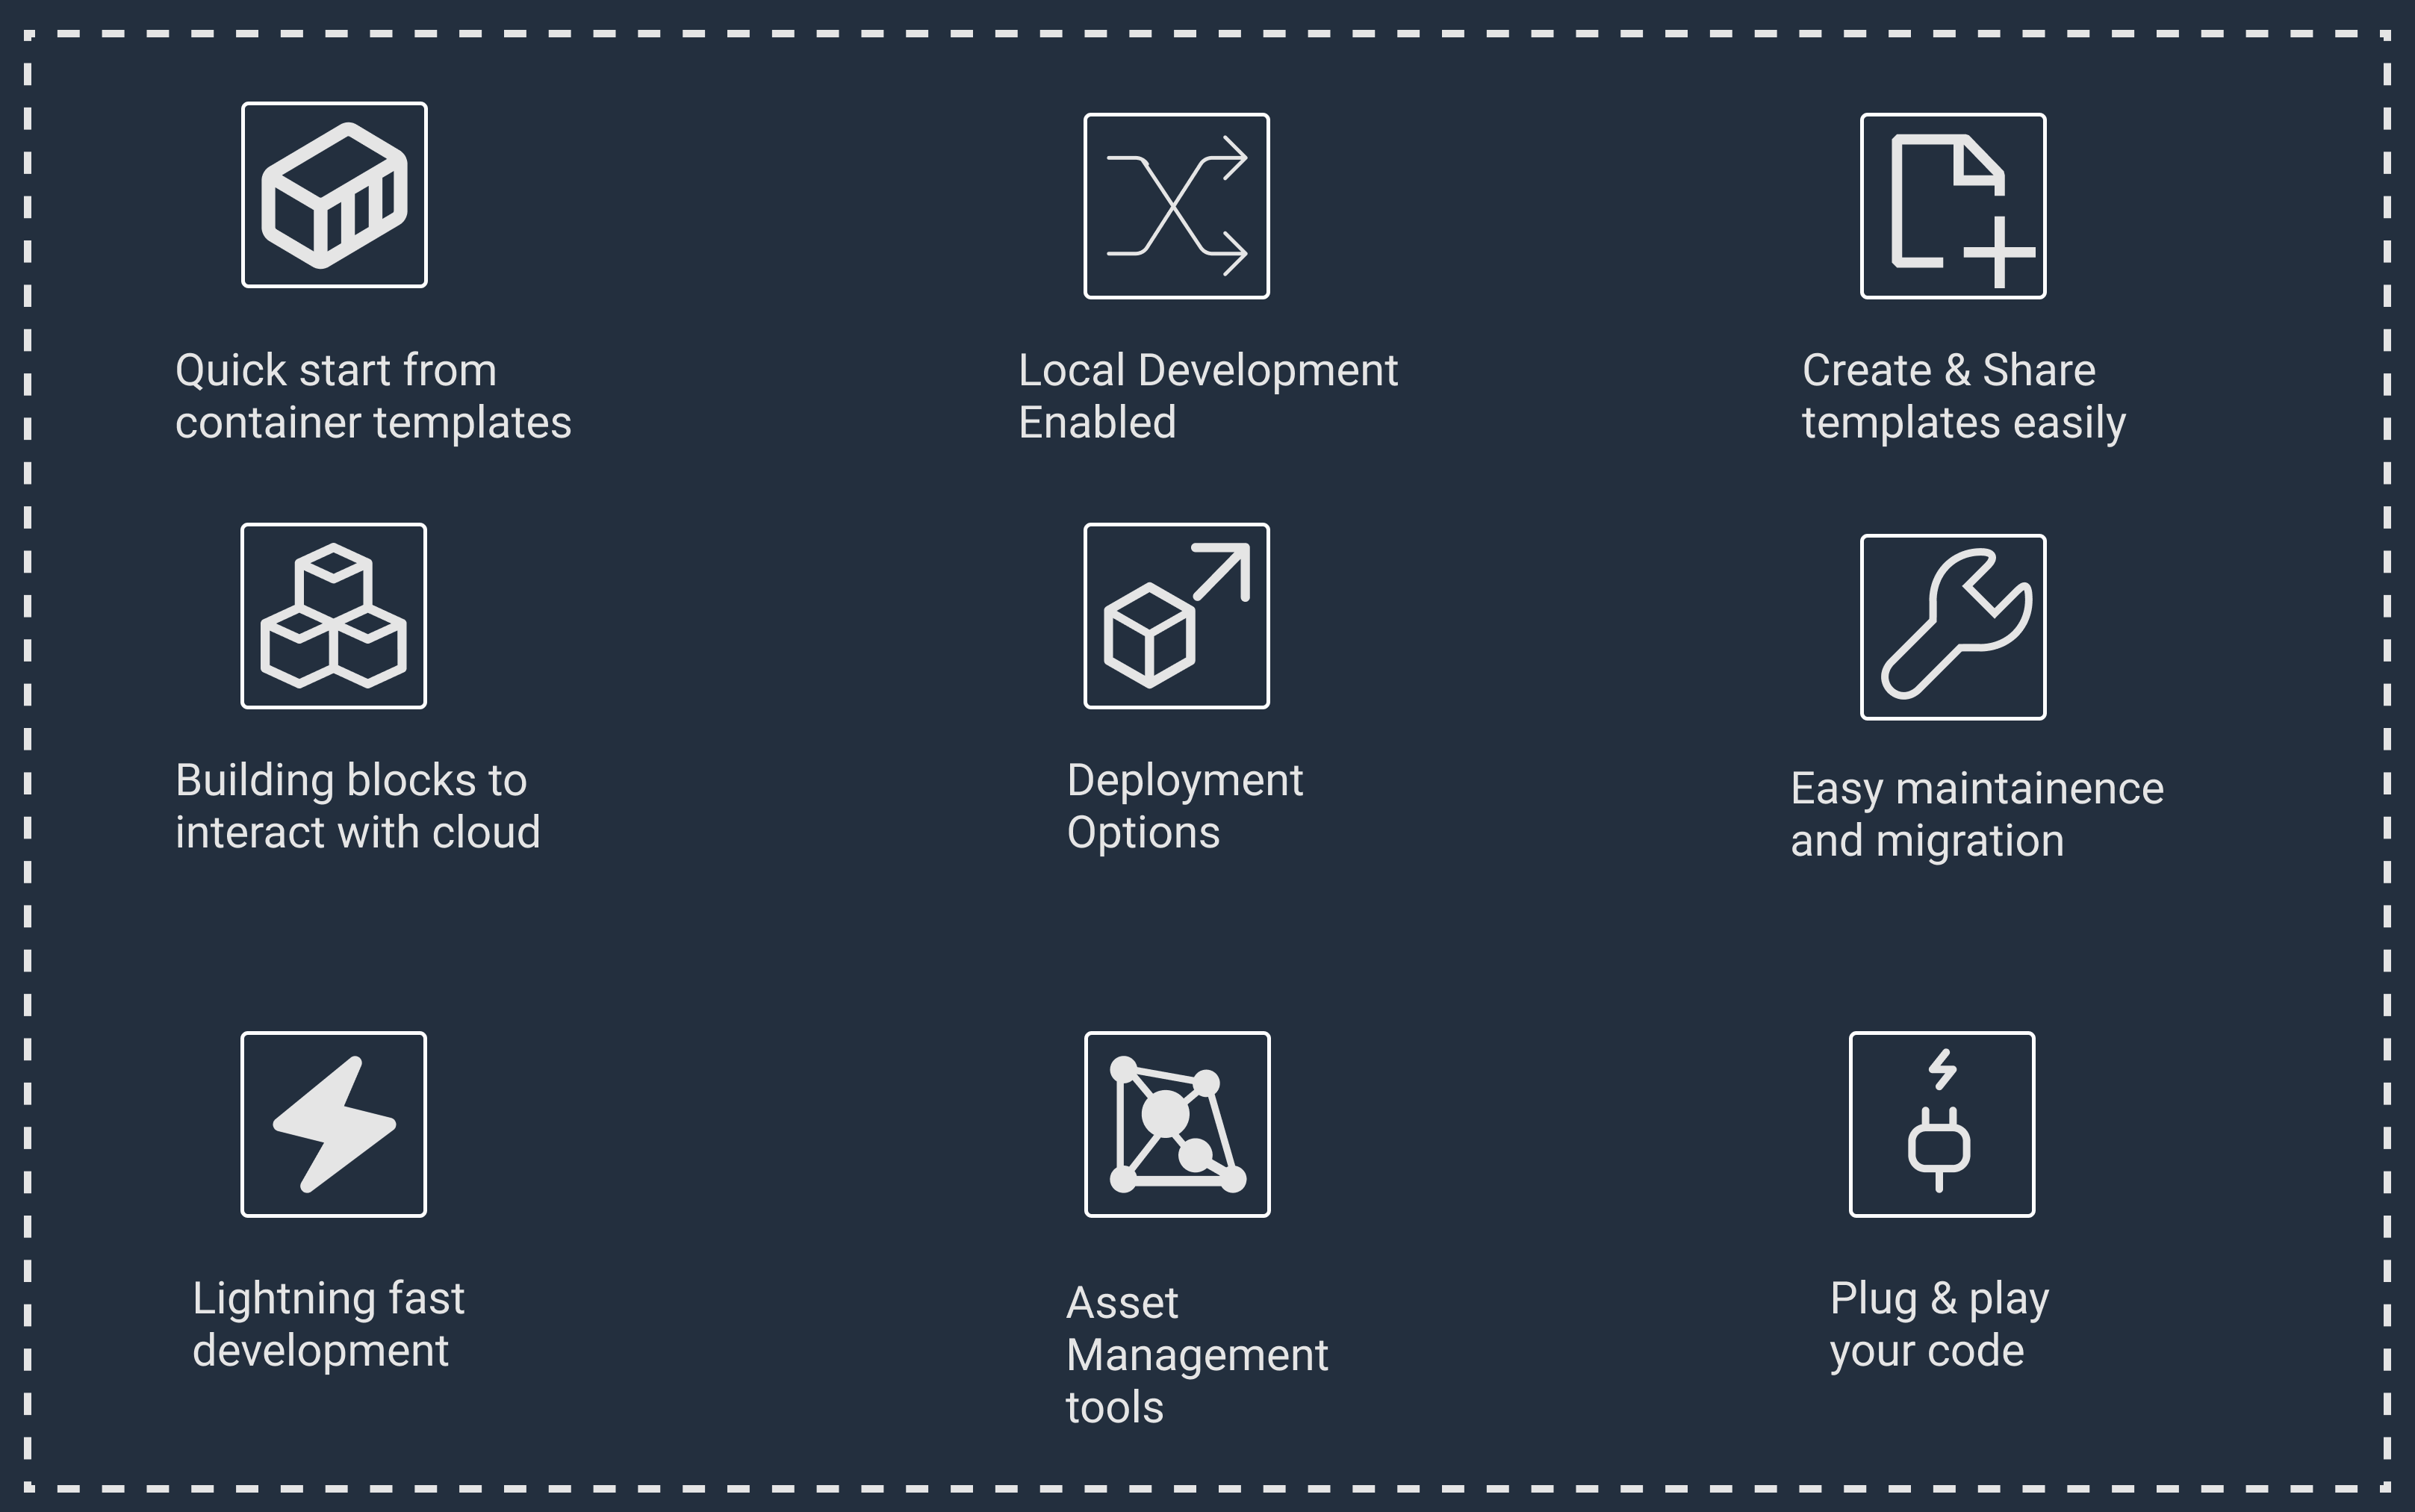 Quick start from
container templates
Local Development
Enabled
Create & Share
templates easily
Building blocks to
interact with cloud
Deployment
Options
Easy maintainence
and migration
Lightning fast
development
Asset
Management
tools
Plug & play
your code